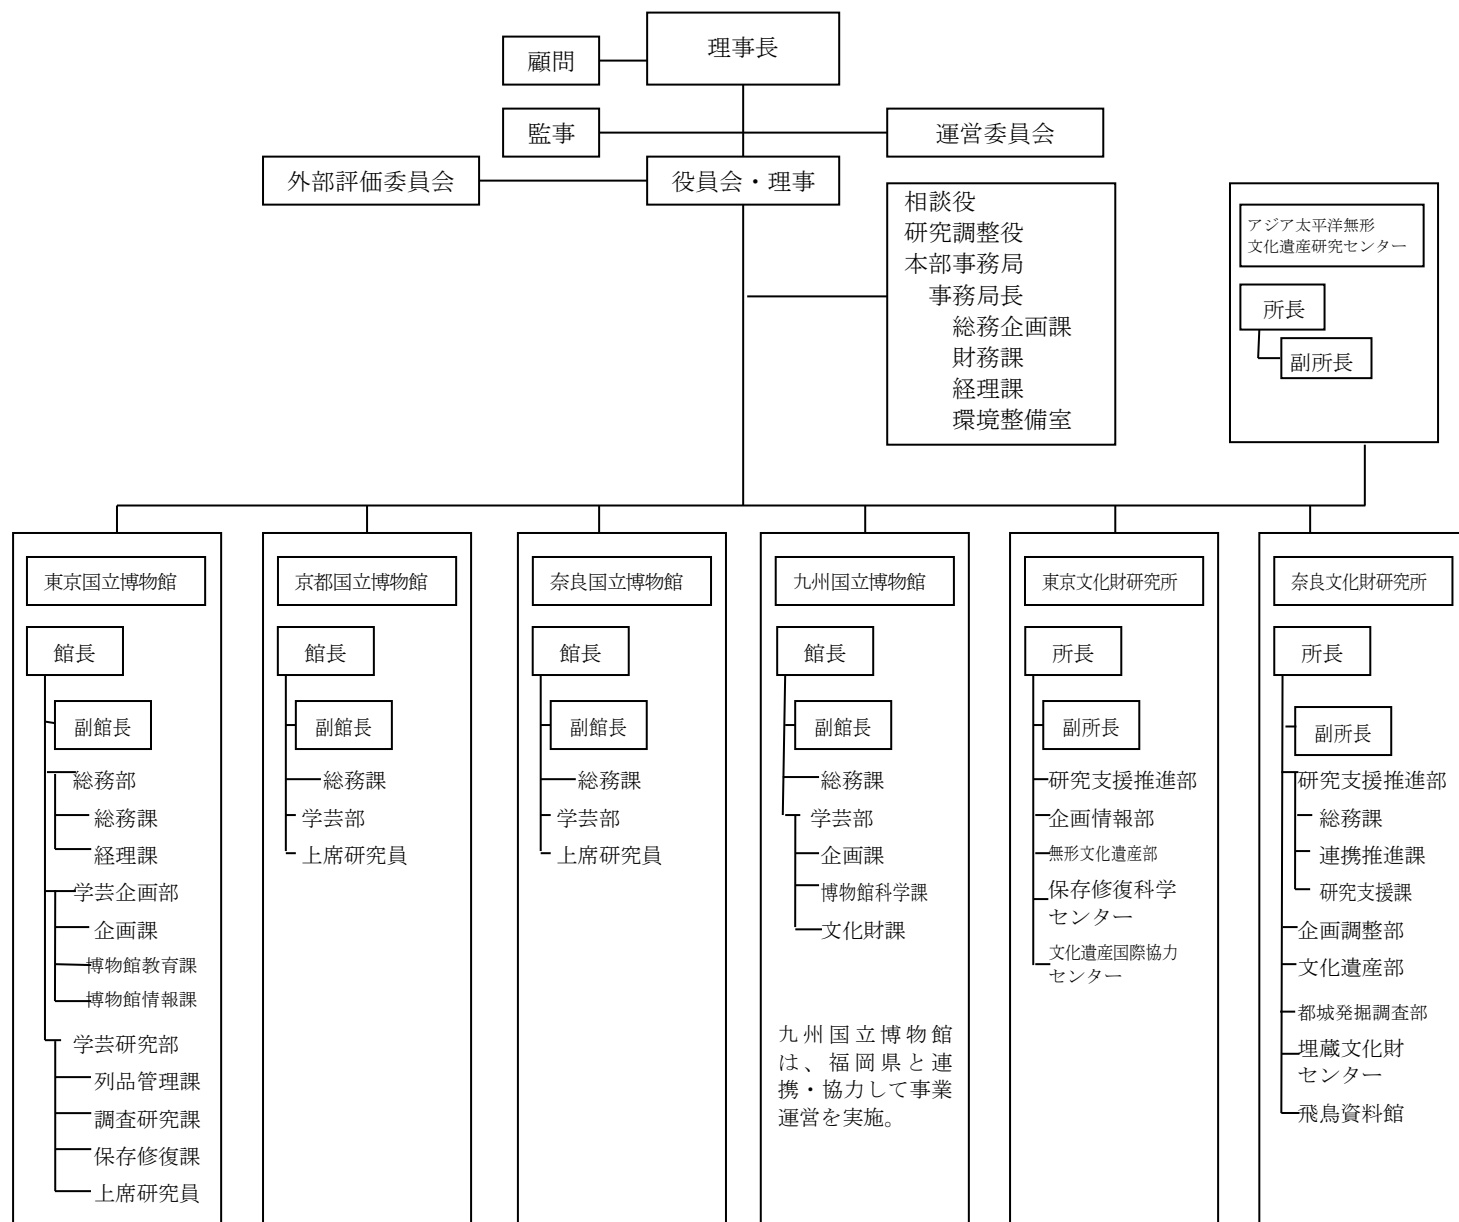 理事長
顧問
監事
運営委員会
外部評価委員会
役員会・理事
相談役
研究調整役
本部事務局
事務局長
総務企画課
財務課
経理課
環境整備室
アジア太平洋無形
文化遺産研究センター
所長
副所長
東京国立博物館
館長
副館長
総務部
総務課
経理課
学芸企画部
企画課
博物館教育課
博物館情報課
学芸研究部
列品管理課
調査研究課
保存修復課
上席研究員
京都国立博物館
館長
副館長
総務課
学芸部
上席研究員
奈良国立博物館
館長
副館長
総務課
学芸部
上席研究員
九州国立博物館
館長
副館長
総務課
学芸部
企画課
博物館科学課
文化財課
九州国立博物館
は、福岡県と連
携・協力して事業
運営を実施。
東京文化財研究所
所長
副所長
研究支援推進部
企画情報部
無形文化遺産部
保存修復科学
センター
文化遺産国際協力
センター
奈良文化財研究所
所長
副所長
研究支援推進部
総務課
連携推進課
研究支援課
企画調整部
文化遺産部
都城発掘調査部
埋蔵文化財
センター
飛鳥資料館